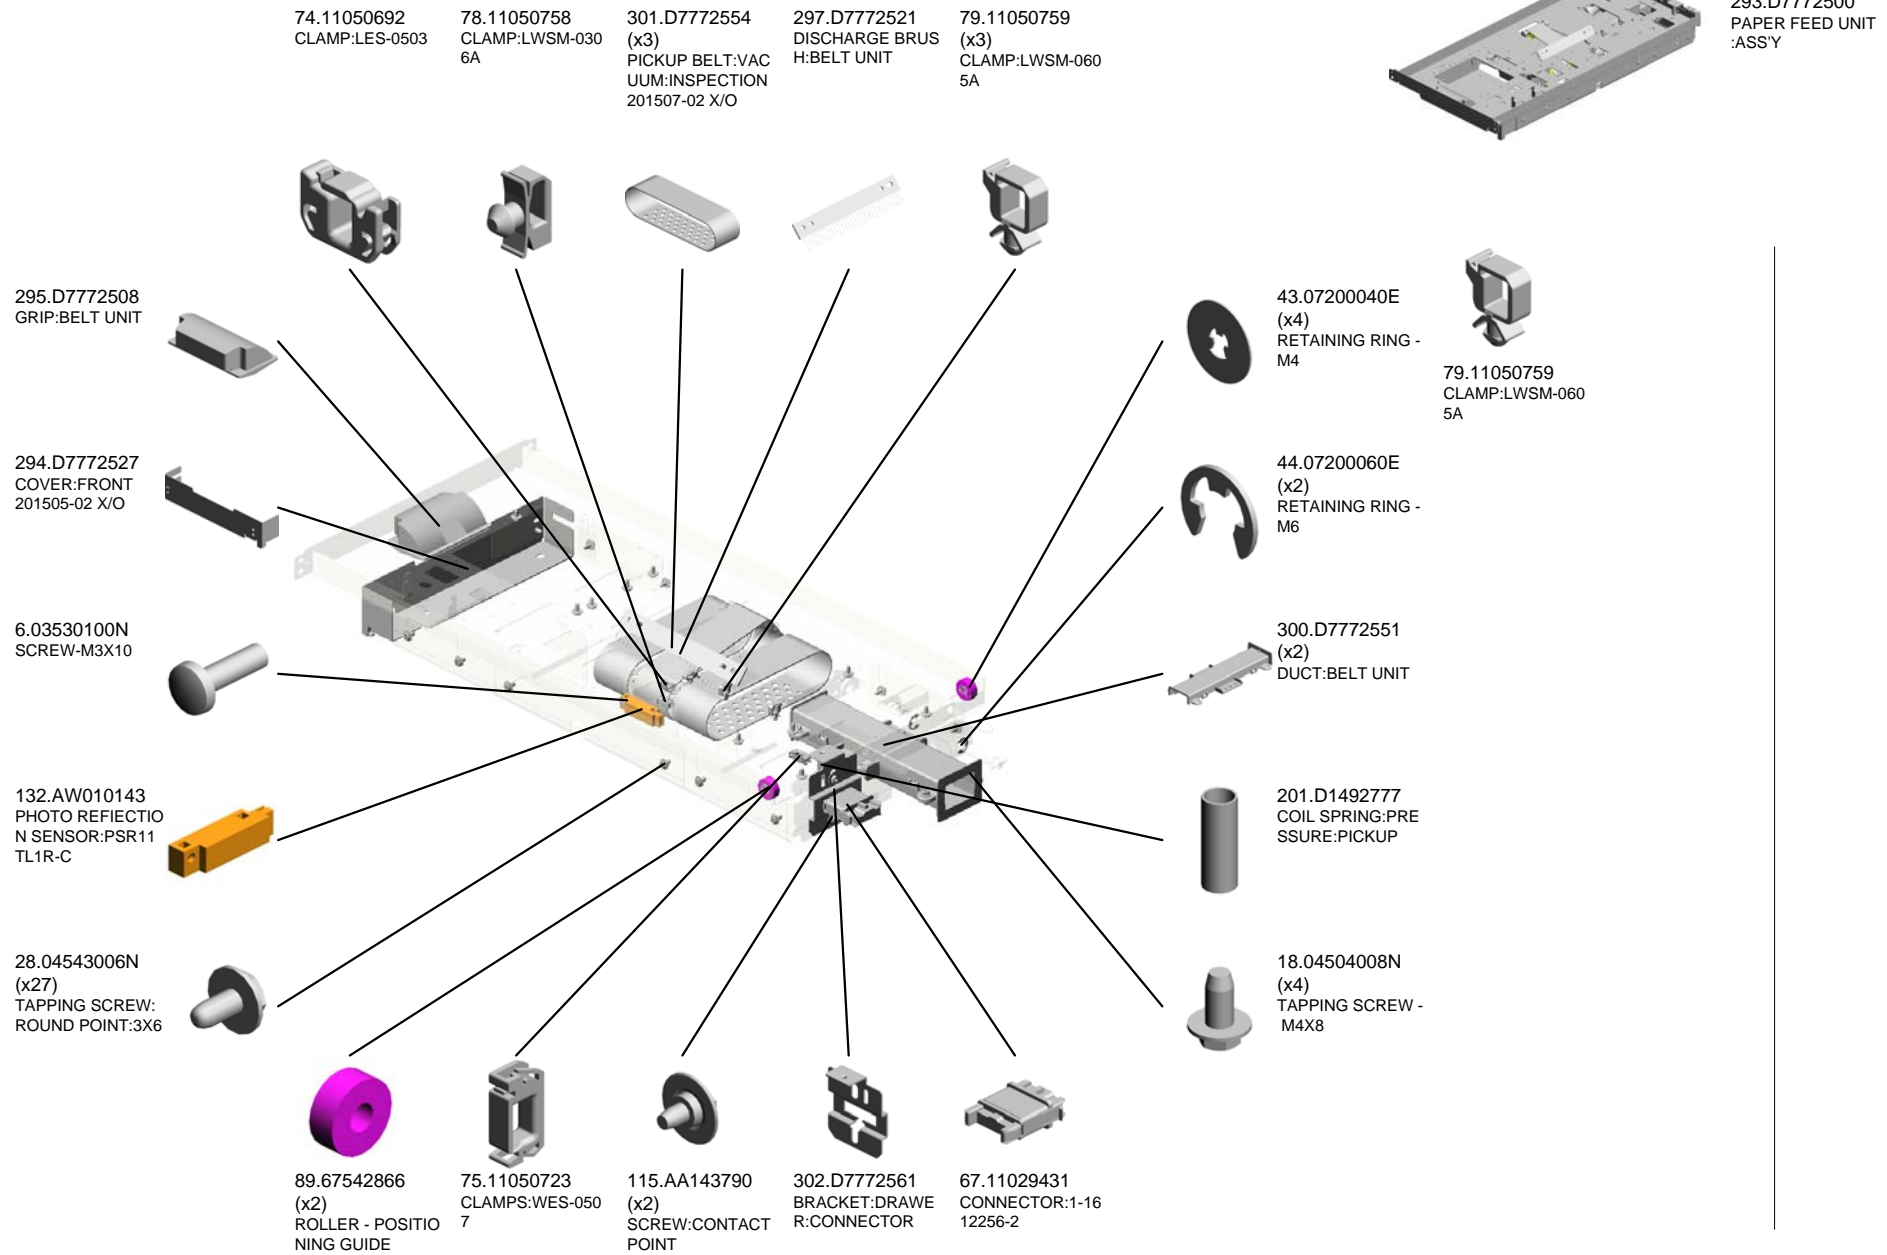 74.11050692
CLAMP:LES-0503
78.11050758
CLAMP:LWSM-030
6A
301.D7772554
(x3)
PICKUP BELT:VAC
UUM:INSPECTION
201507-02 X/O
297.D7772521
DISCHARGE BRUS
H:BELT UNIT
79.11050759
(x3)
CLAMP:LWSM-060
5A
293.D7772500
PAPER FEED UNIT
:ASS'Y
295.D7772508
GRIP:BELT UNIT
43.07200040E
(x4)
RETAINING RING -
M4
79.11050759
CLAMP:LWSM-060
5A
294.D7772527
COVER:FRONT
201505-02 X/O
44.07200060E
(x2)
RETAINING RING -
M6
6.03530100N
SCREW-M3X10
300.D7772551
(x2)
DUCT:BELT UNIT
132.AW010143
PHOTO REFIECTIO
N SENSOR:PSR11
TL1R-C
201.D1492777
COIL SPRING:PRE
SSURE:PICKUP
28.04543006N
(x27)
TAPPING SCREW:
ROUND POINT:3X6
18.04504008N
(x4)
TAPPING SCREW -
M4X8
89.67542866
(x2)
ROLLER - POSITIO
NING GUIDE
75.11050723
CLAMPS:WES-050
7
115.AA143790
(x2)
SCREW:CONTACT
POINT
302.D7772561
BRACKET:DRAWE
R:CONNECTOR
67.11029431
CONNECTOR:1-16
12256-2